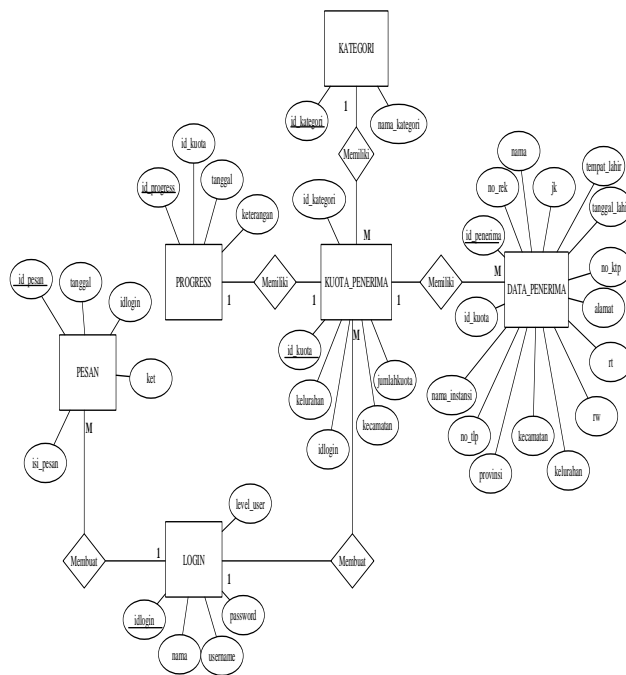 KATEGORI
1
id_kategori
nama_kategori
Memiliki
id_kategori
M
id_kuota
id_progress
tanggal
keterangan
PROGRESS
1
Memiliki
1
KUOTA_PENERIMA
1
Memiliki
M
DATA_PENERIMA
nama
no_rek
jk
tempat_lahir
tanggal_lahi
id_penerima
no_ktp
id_kuota
alamat
rt
rw
nama_instansi
no_tlp
provinsi
kecamatan
kelurahan
id_kuota
M
kelurahan
jumlahkuota
idlogin
kecamatan
id_pesan
tanggal
idlogin
PESAN
ket
M
isi_pesan
Membuat
1
LOGIN
level_user
1
Membuat
idlogin
password
nama
username